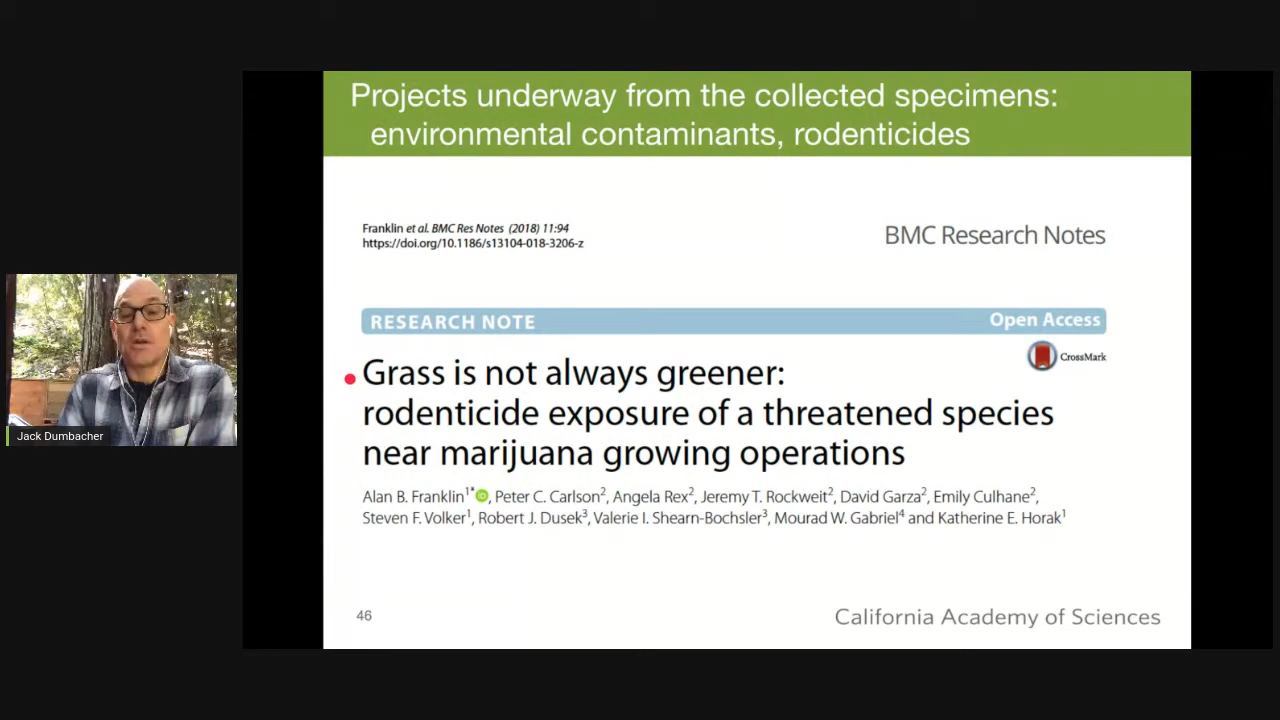 Projects underway from the collected specimens:
environmental contaminants, rodenticides
Franklin et al. BMC Res Notes (2018) 11:94
https://doi.org/10.1186/s13104-018-3206-z
BMC Research Notes
RESEARCH NOTE
Open Access
CrossMark
Grass is not always greener:
rodenticide exposure of a threatened species
near marijuana growing operations
Alan B. Franklin1*iD, Peter C. Carlson2, Angela Rex2, Jeremy T. Rockweit2, David Garza2, Emily Culhane2,
Steven F. Volker1, Robert J. Dusek3, Valerie I. Shearn-Bochsler3, Mourad W. Gabriel4 and Katherine E. Horak1
46
California Academy of Sciences
Jack Dumbacher